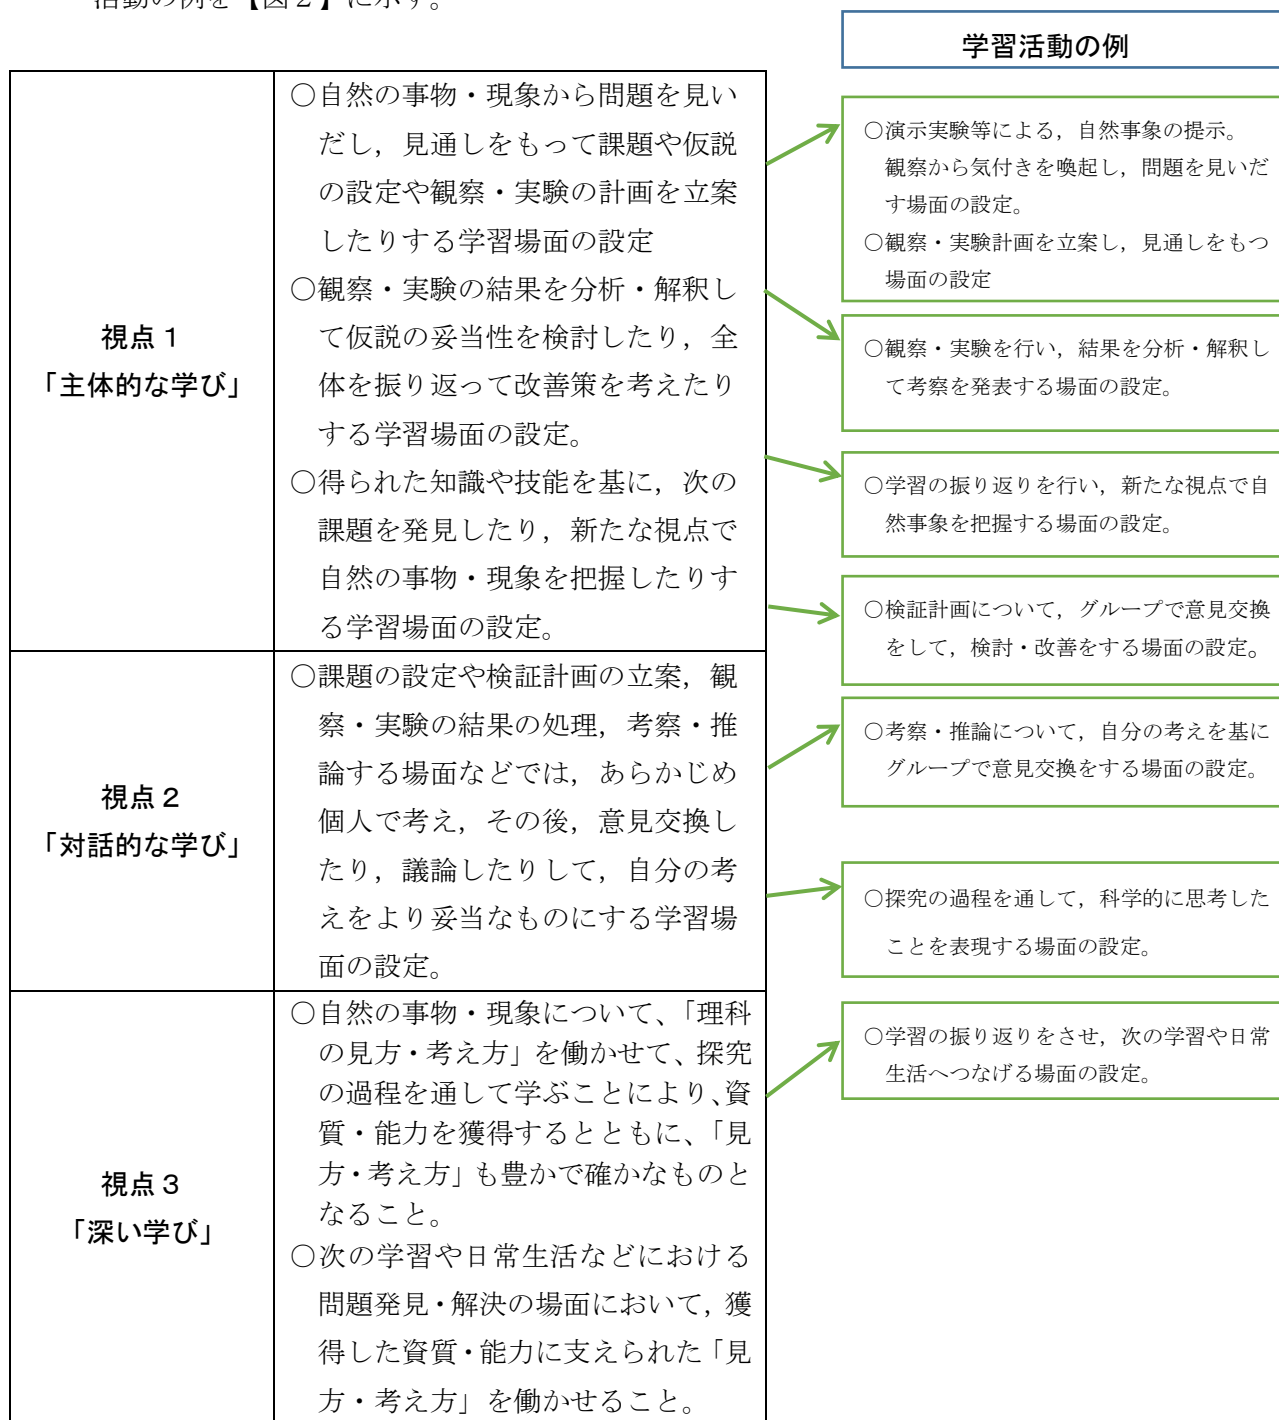 活動の例を【図２】に示す。
学習活動の例
視点１
「主体的な学び」
○自然の事物・現象から問題を見い
だし，見通しをもって課題や仮説
の設定や観察・実験の計画を立案
したりする学習場面の設定
○観察・実験の結果を分析・解釈し
て仮説の妥当性を検討したり，全
体を振り返って改善策を考えたり
する学習場面の設定。
○得られた知識や技能を基に，次の
課題を発見したり，新たな視点で
自然の事物・現象を把握したりす
る学習場面の設定。
視点２
「対話的な学び」
○課題の設定や検証計画の立案，観
察・実験の結果の処理，考察・推
論する場面などでは，あらかじめ
個人で考え，その後，意見交換し
たり，議論したりして，自分の考
えをより妥当なものにする学習場
面の設定。
視点３
「深い学び」
○自然の事物・現象について、「理科
の見方・考え方」を働かせて、探究
の過程を通して学ぶことにより、資
質・能力を獲得するとともに、「見
方・考え方」も豊かで確かなものと
なること。
○次の学習や日常生活などにおける
問題発見・解決の場面において，獲
得した資質・能力に支えられた「見
方・考え方」を働かせること。
○演示実験等による，自然事象の提示。
観察から気付きを喚起し，問題を見いだ
す場面の設定。
○観察・実験計画を立案し，見通しをもつ
場面の設定
○観察・実験を行い，結果を分析・解釈し
て考察を発表する場面の設定。
○学習の振り返りを行い，新たな視点で自
然事象を把握する場面の設定。
○検証計画について，グループで意見交換
をして，検討・改善をする場面の設定。
○考察・推論について，自分の考えを基に
グループで意見交換をする場面の設定。
○探究の過程を通して，科学的に思考した
ことを表現する場面の設定。
○学習の振り返りをさせ，次の学習や日常
生活へつなげる場面の設定。